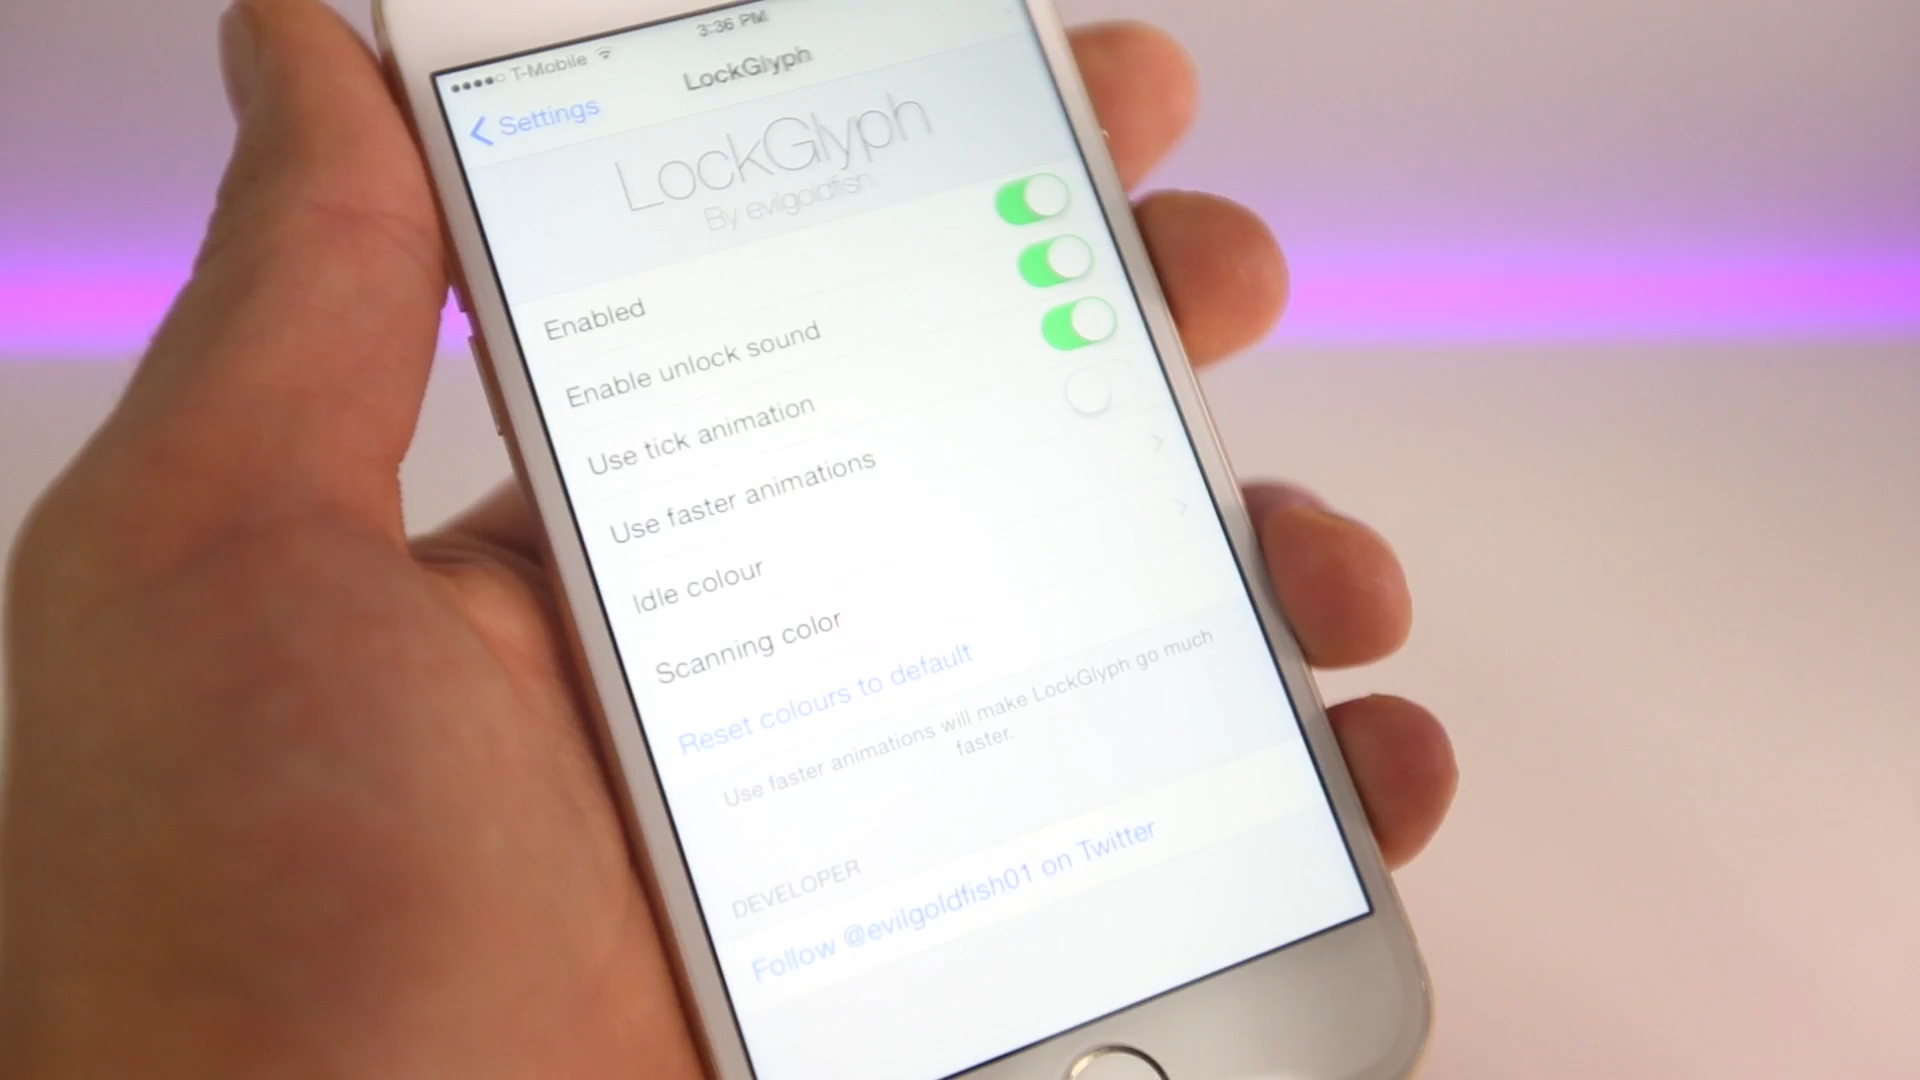 T-Mobile 3:36 PM
Settings LockGlyph
LockGlyph
By evilgoldfish
Enabled
Enable unlock sound
Use tick animation
Use faster animations
Idle colour
Scanning color
Reset colours to default
Use faster animations will make LockGlyph go much
faster.
DEVELOPER
Follow @evilgoldfish01 on Twitter